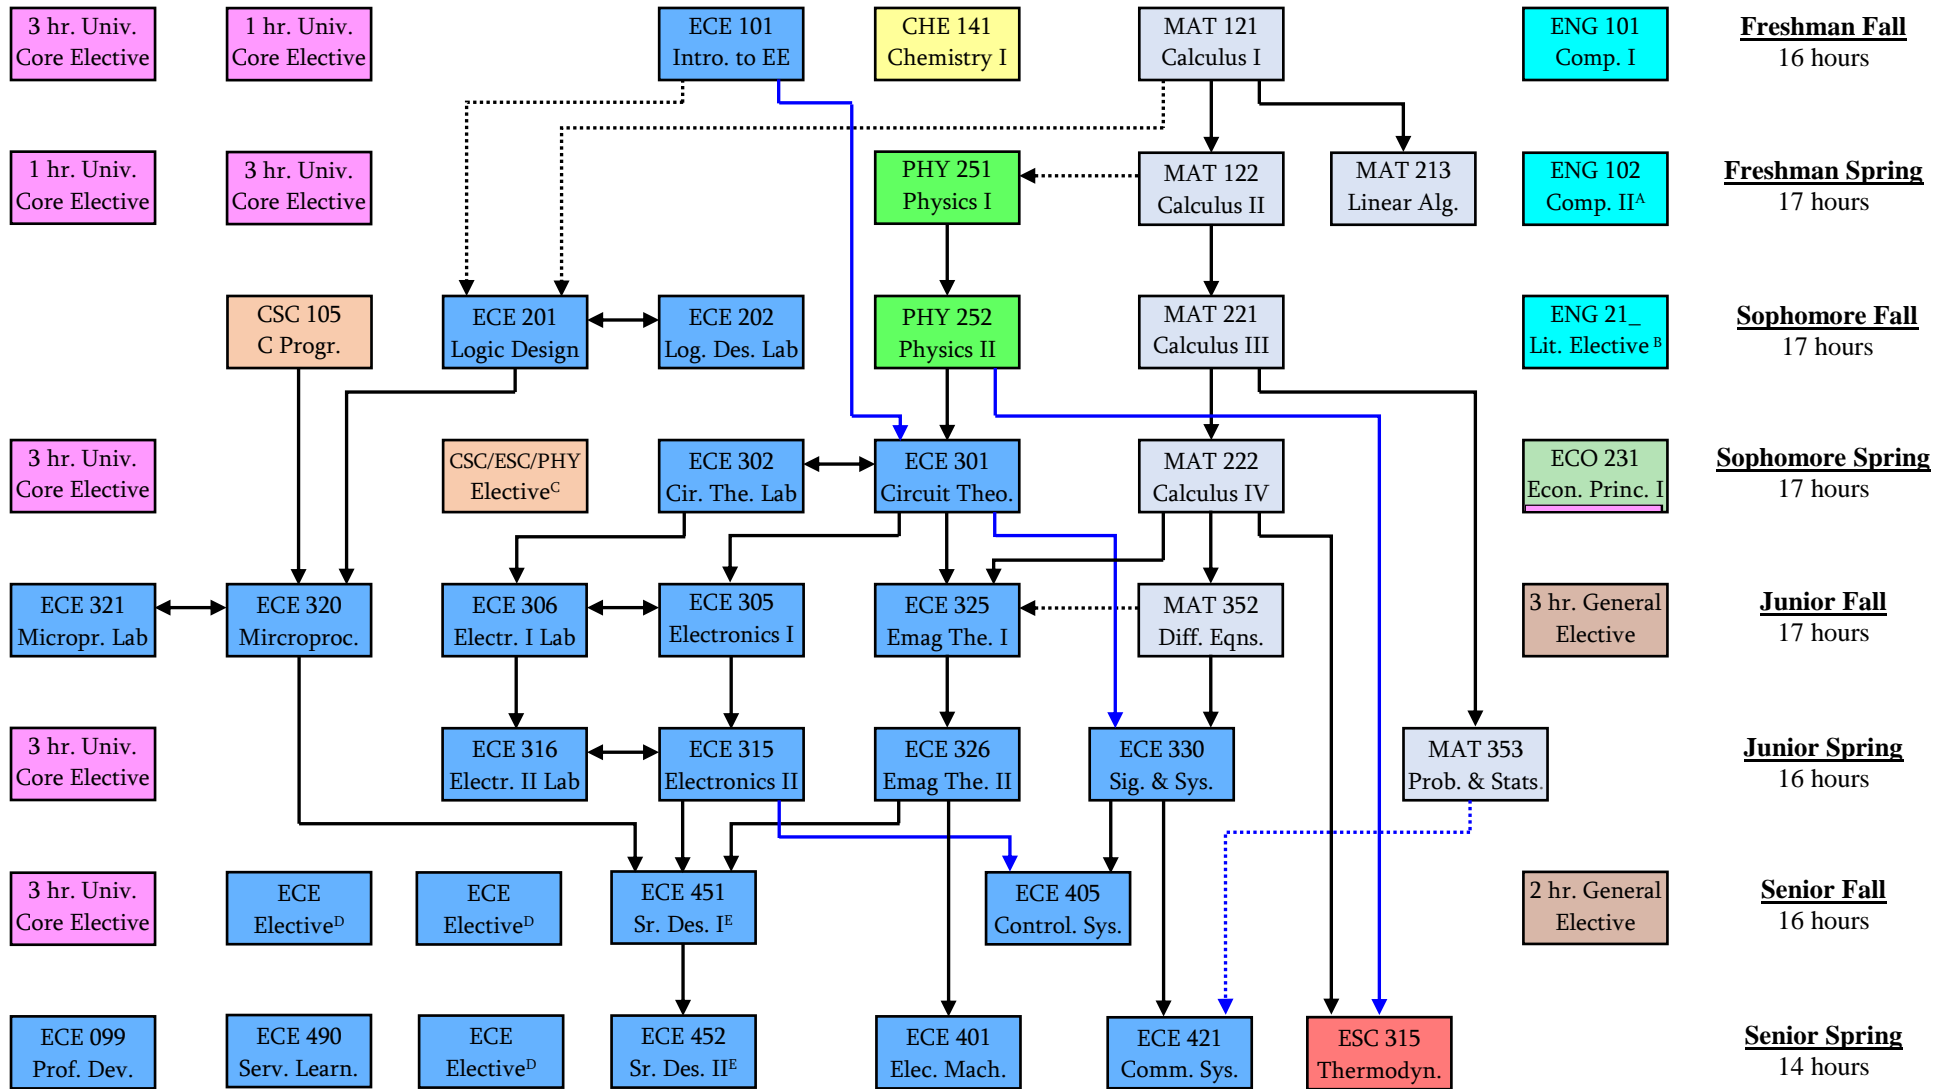 3 hr. Univ.
Core Elective
1 hr. Univ.
Core Elective
ECE 101
Intro. to EE
CHE 141
Chemistry I
MAT 121
Calculus I
ENG 101
Comp. I
Freshman Fall
16 hours
1 hr. Univ.
Core Elective
3 hr. Univ.
Core Elective
PHY 251
Physics I
MAT 122
Calculus II
MAT 213
Linear Alg.
ENG 102
Comp. IIᴬ
Freshman Spring
17 hours
CSC 105
C Progr.
ECE 201
Logic Design
ECE 202
Log. Des. Lab
PHY 252
Physics II
MAT 221
Calculus III
ENG 21_
Lit. Elective ᴮ
Sophomore Fall
17 hours
3 hr. Univ.
Core Elective
CSC/ESC/PHY
Electiveᶜ
ECE 302
Cir. The. Lab
ECE 301
Circuit Theo.
MAT 222
Calculus IV
ECO 231
Econ. Princ. I
Sophomore Spring
17 hours
ECE 321
Micropr. Lab
ECE 320
Mircroproc.
ECE 306
Electr. I Lab
ECE 305
Electronics I
ECE 325
Emag The. I
MAT 352
Diff. Eqns.
3 hr. General
Elective
Junior Fall
17 hours
3 hr. Univ.
Core Elective
ECE 316
Electr. II Lab
ECE 315
Electronics II
ECE 326
Emag The. II
ECE 330
Sig. & Sys.
MAT 353
Prob. & Stats.
Junior Spring
16 hours
3 hr. Univ.
Core Elective
ECE
Electiveᴰ
ECE
Electiveᴰ
ECE 451
Sr. Des. Iᴱ
ECE 405
Control. Sys.
2 hr. General
Elective
Senior Fall
16 hours
ECE 099
Prof. Dev.
ECE 490
Serv. Learn.
ECE
Electiveᴰ
ECE 452
Sr. Des. IIᴱ
ECE 401
Elec. Mach.
ECE 421
Comm. Sys.
ESC 315
Thermodyn.
Senior Spring
14 hours